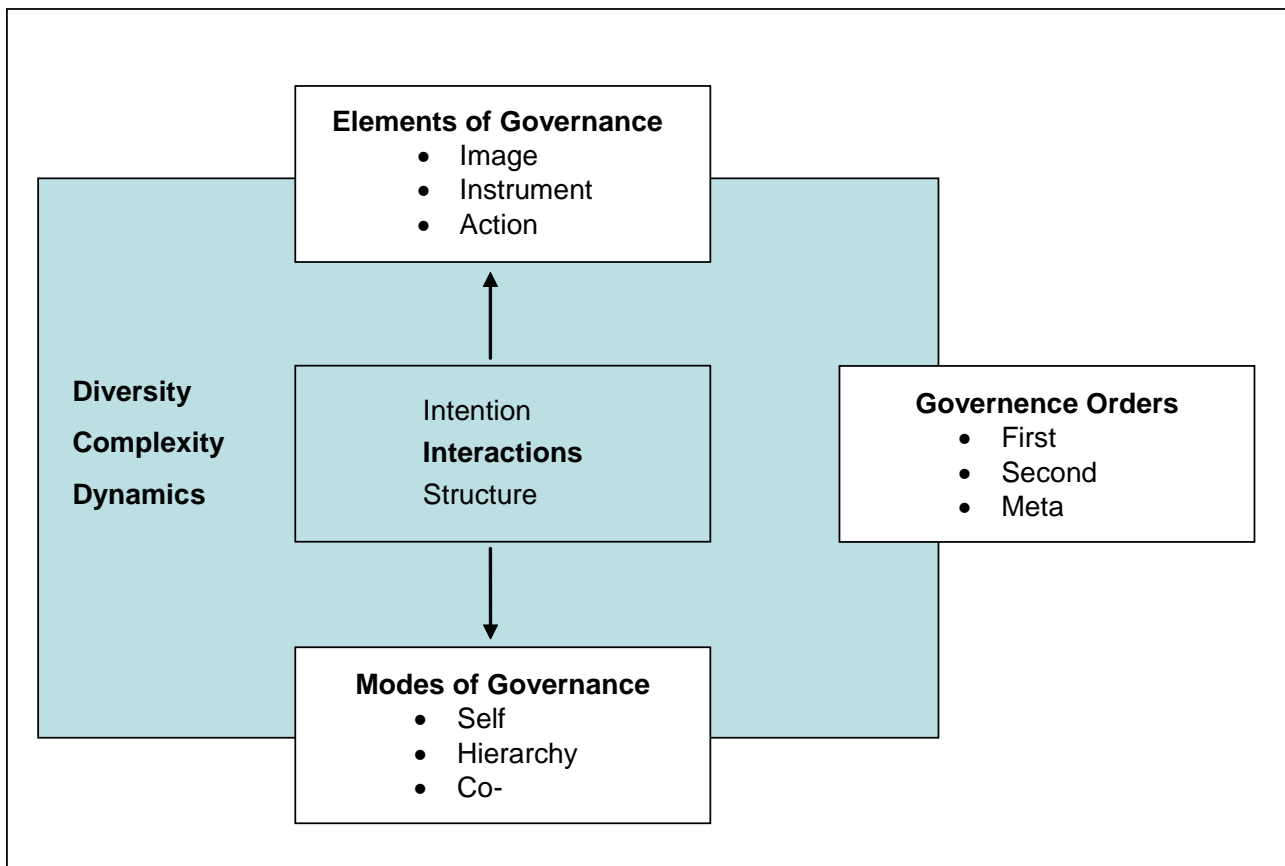 Elements of Governance
• Image
• Instrument
• Action
Diversity
Complexity
Dynamics
Intention
Interactions
Structure
Governence Orders
• First
• Second
• Meta
Modes of Governance
• Self
• Hierarchy
• Co-